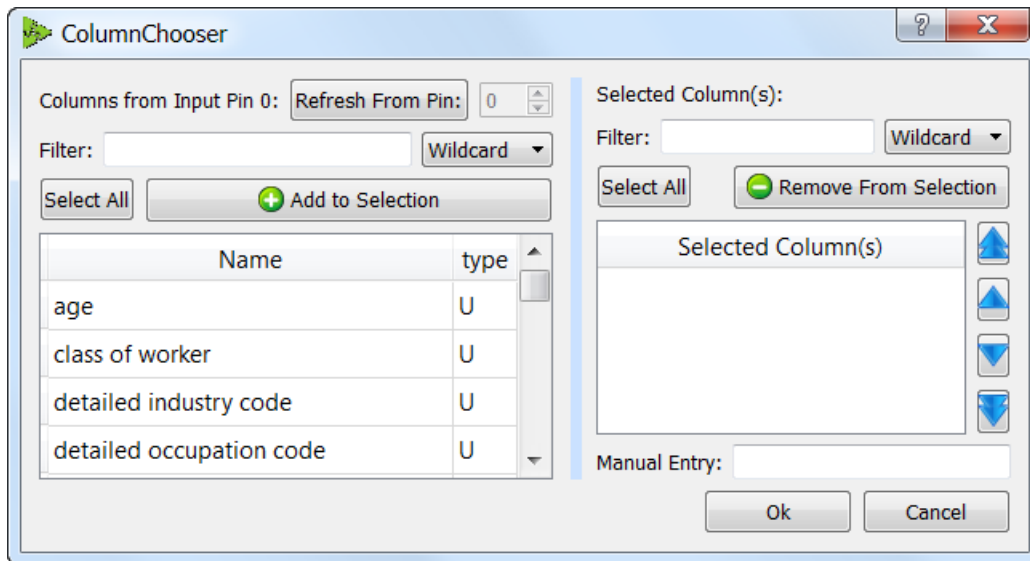 ColumnChooser
Columns from Input Pin 0: Refresh From Pin: 0
Filter: Wildcard
Select All Add to Selection
Name type
age U
class of worker U
detailed industry code U
detailed occupation code U
Selected Column(s):
Filter: Wildcard
Select All Remove From Selection
Selected Column(s)
Manual Entry:
Ok Cancel